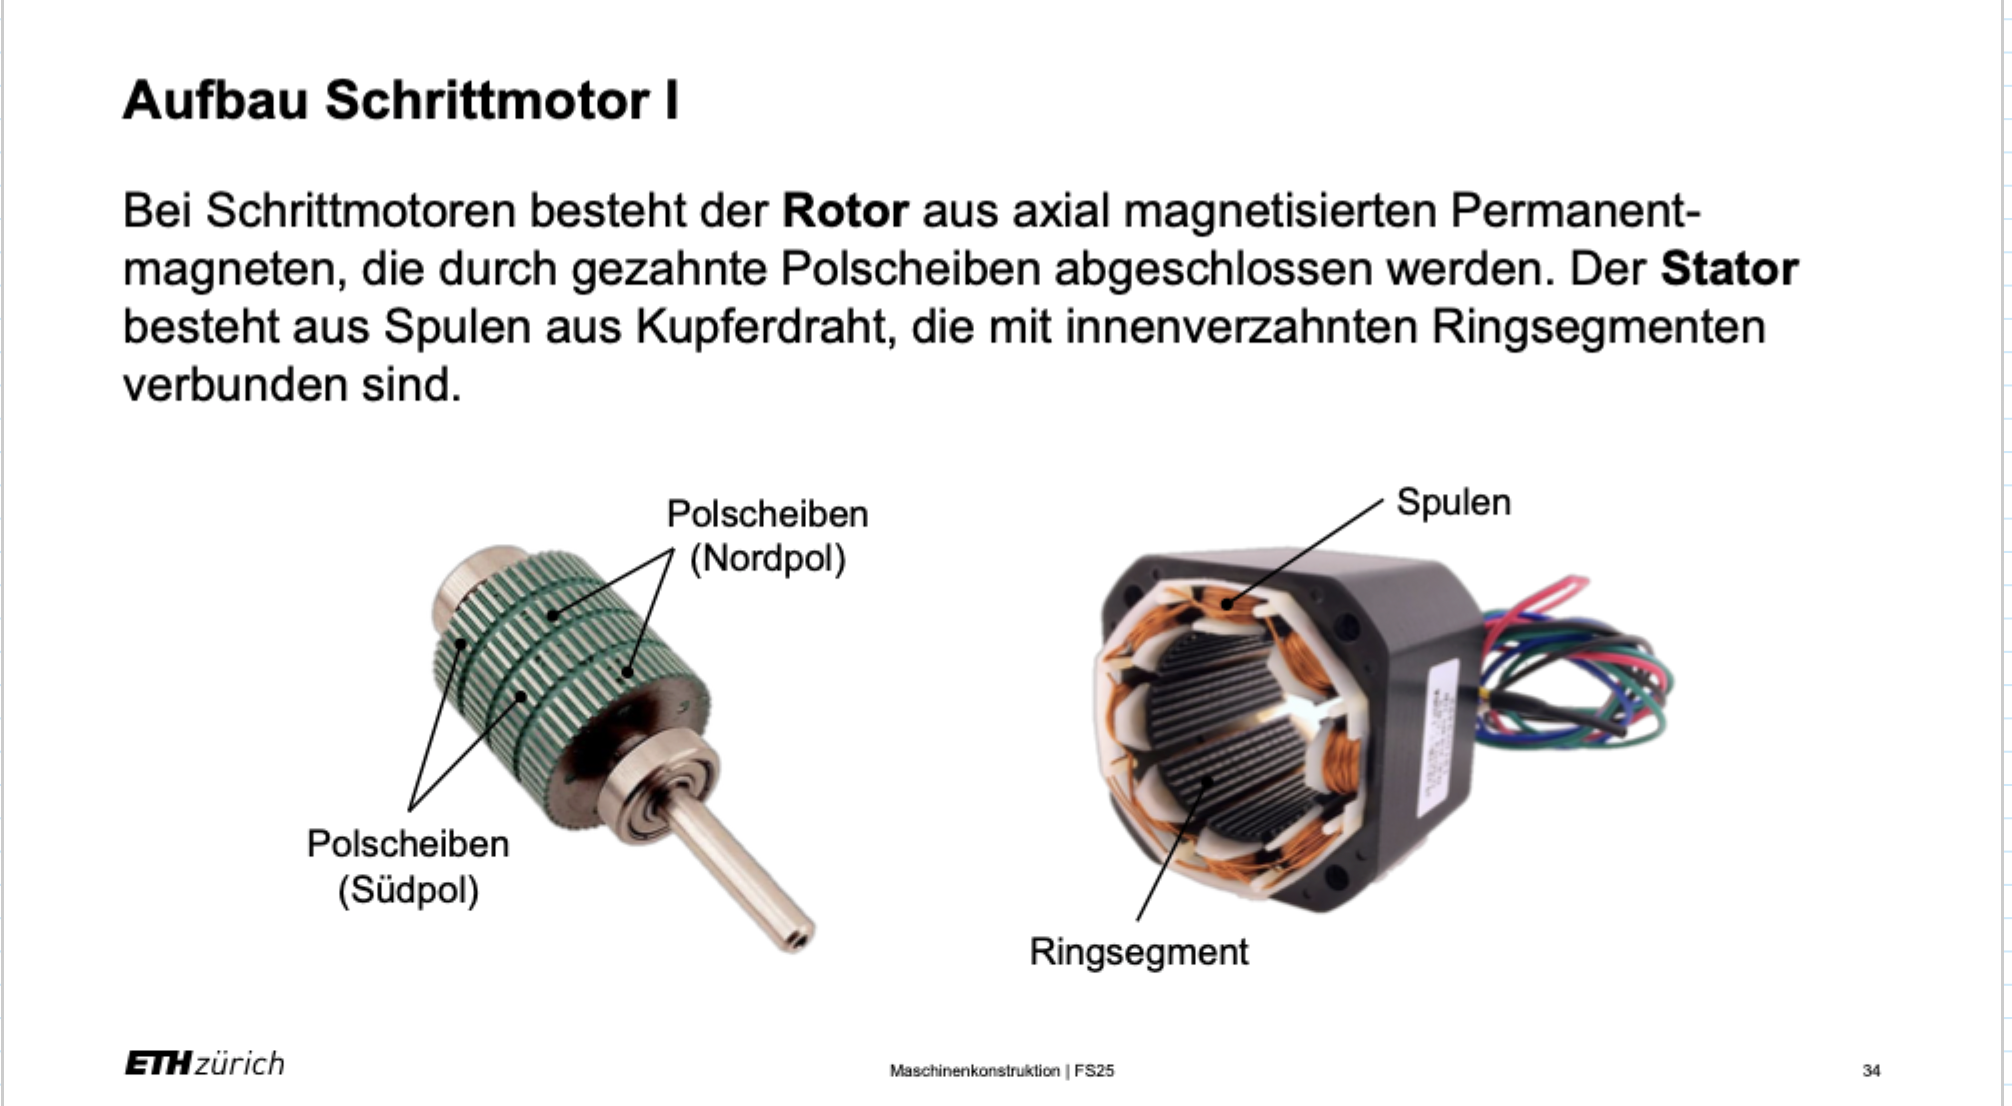 Aufbau Schrittmotor I
Bei Schrittmotoren besteht der Rotor aus axial magnetisierten Permanent-
magneten, die durch gezahnte Polscheiben abgeschlossen werden. Der Stator
besteht aus Spulen aus Kupferdraht, die mit innenverzahnten Ringsegmenten
verbunden sind.
Polscheiben
(Nordpol)
Spulen
Polscheiben
(Südpol)
Ringsegment
ETH zürich
Maschinenkonstruktion | FS25
34